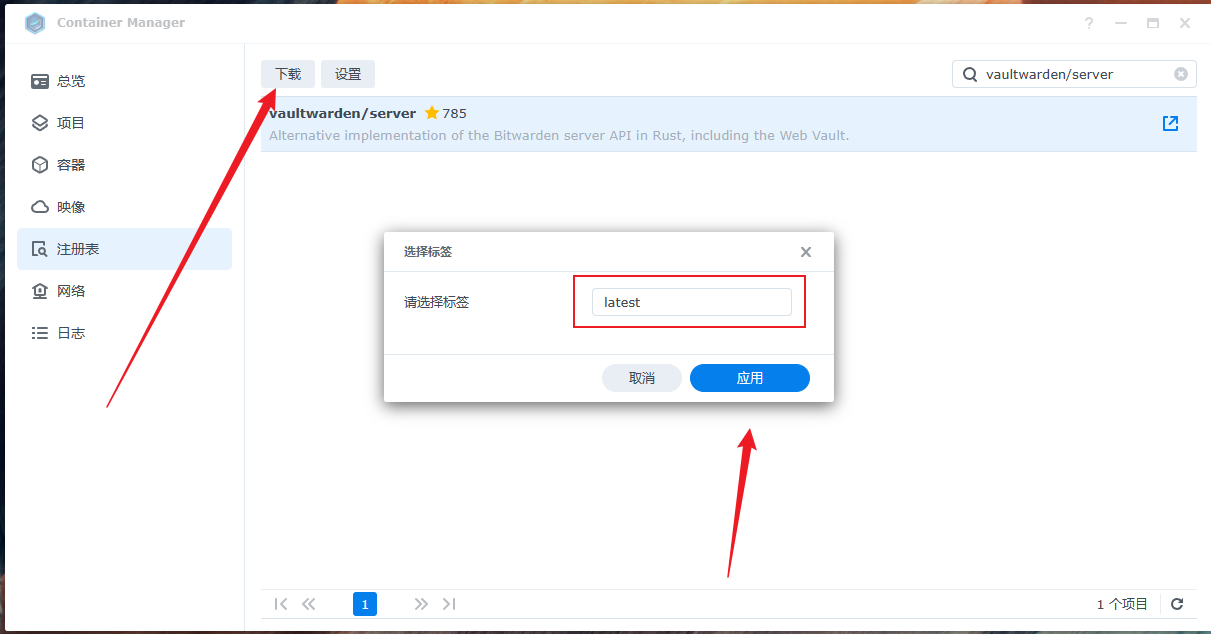 Container Manager
总览
项目
容器
映像
注册表
网络
日志
下载
设置
vaultwarden/server
vaultwarden/server 785
Alternative implementation of the Bitwarden server API in Rust, including the Web Vault.
选择标签
请选择标签
latest
取消
应用
1
1 个项目